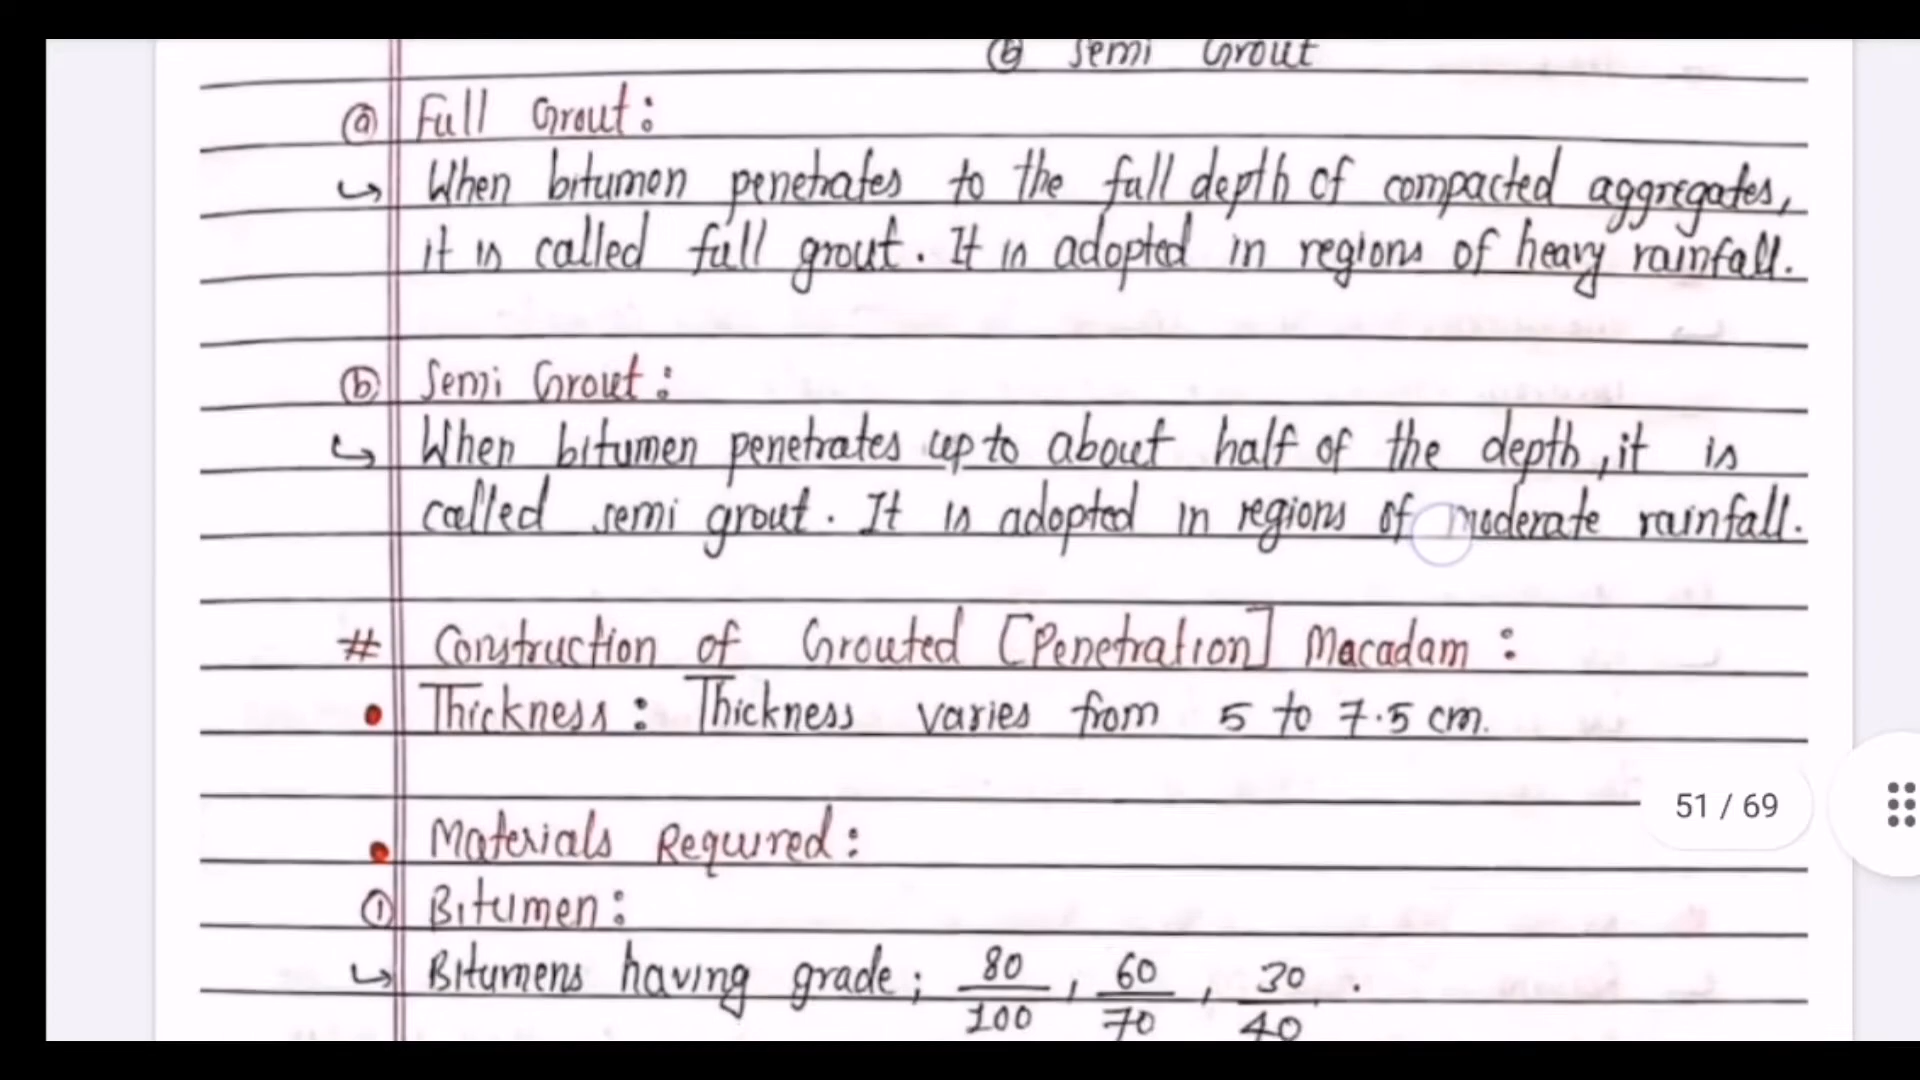 (b) Semi Grout
(a) Full Grout:
↳ When bitumen penetrates to the full depth of compacted aggregates,
it is called full grout. It is adopted in regions of heavy rainfall.
(b) Semi Grout:
↳ When bitumen penetrates up to about half of the depth, it is
called semi grout. It is adopted in regions of moderate rainfall.
# Construction of Grouted [Penetration] Macadam:
• Thickness: Thickness varies from 5 to 7.5 cm.
51 / 69
• Materials Required:
① Bitumen:
↳ Bitumens having grade; 80/100, 60/70, 30/40.